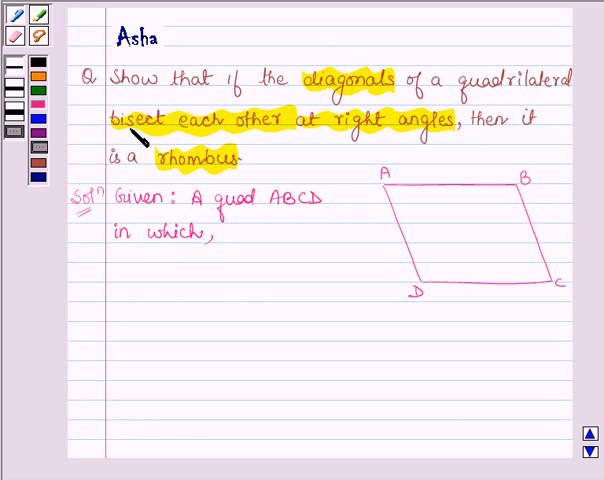 Asha
Q Show that if the diagonals of a quadrilateral
bisect each other at right angles, then it
is a rhombus.
Soln Given: A quad ABCD
in which,
A B
D C